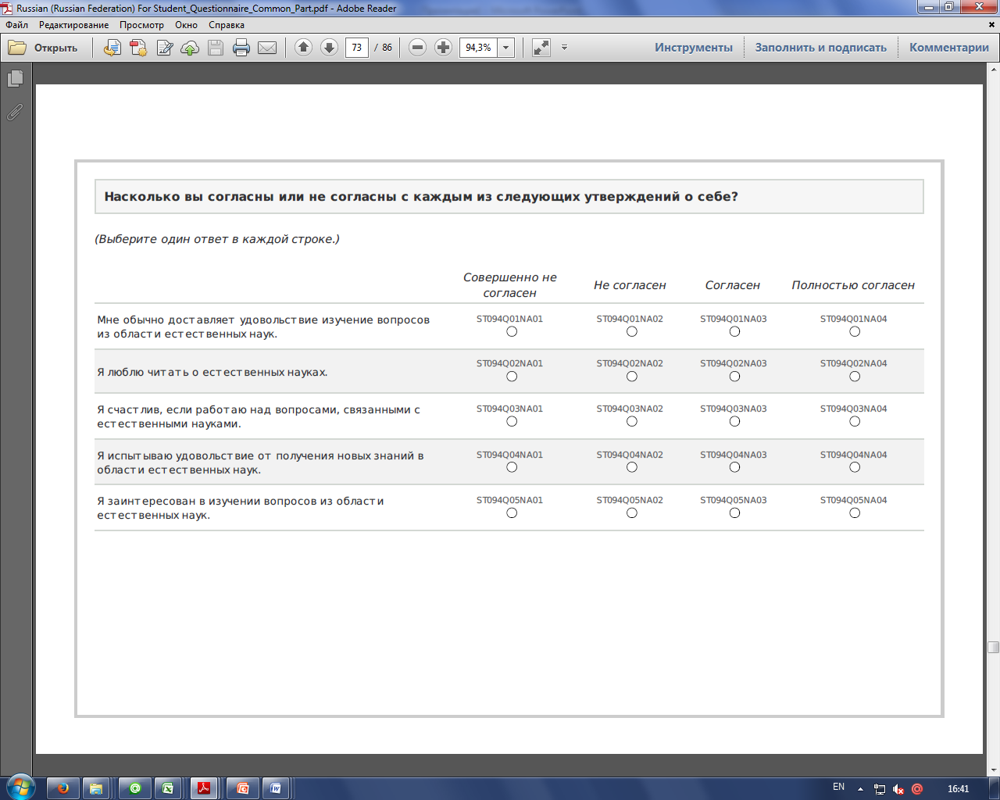 Russian (Russian Federation) For Student_Questionnaire_Common_Part.pdf - Adobe Reader
Файл Редактирование Просмотр Окно Справка
Открыть 73 / 86 94,3% Инструменты Заполнить и подписать Комментарии
Насколько вы согласны или не согласны с каждым из следующих утверждений о себе?
(Выберите один ответ в каждой строке.)
Совершенно не согласен Не согласен Согласен Полностью согласен
Мне обычно доставляет удовольствие изучение вопросов
из области естественных наук.
ST094Q01NA01 ST094Q01NA02 ST094Q01NA03 ST094Q01NA04
Я люблю читать о естественных науках.
ST094Q02NA01 ST094Q02NA02 ST094Q02NA03 ST094Q02NA04
Я счастлив, если работаю над вопросами, связанными с
естественными науками.
ST094Q03NA01 ST094Q03NA02 ST094Q03NA03 ST094Q03NA04
Я испытываю удовольствие от получения новых знаний в
области естественных наук.
ST094Q04NA01 ST094Q04NA02 ST094Q04NA03 ST094Q04NA04
Я заинтересован в изучении вопросов из области
естественных наук.
ST094Q05NA01 ST094Q05NA02 ST094Q05NA03 ST094Q05NA04
EN 16:41